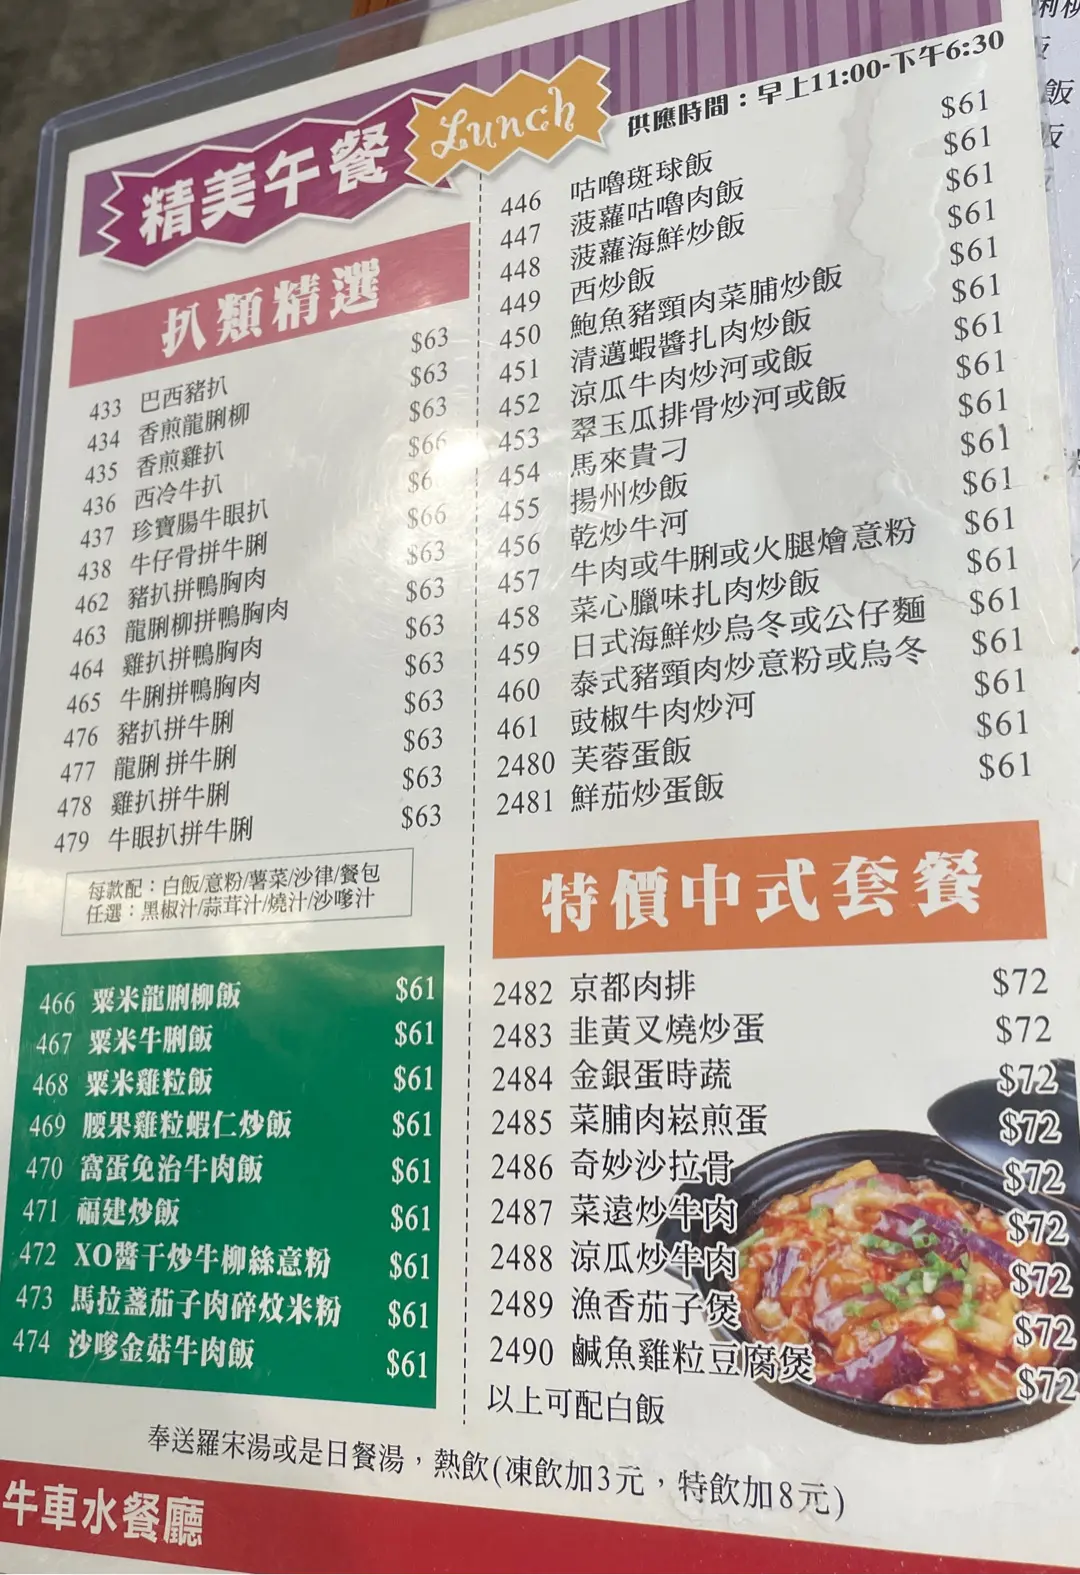 精美午餐 Lunch
供應時間：早上11:00-下午6:30
扒類精選
433 巴西豬扒 $63
434 香煎龍脷柳 $63
435 香煎雞扒 $63
436 西冷牛扒 $66
437 珍寶腸牛眼扒
438 牛仔骨拼牛脷 $66
462 豬扒拼鴨胸肉 $63
463 龍脷柳拼鴨胸肉 $63
464 雞扒拼鴨胸肉 $63
465 牛脷拼鴨胸肉 $63
476 豬扒拼牛脷 $63
477 龍脷拼牛脷 $63
478 雞扒拼牛脷 $63
479 牛眼扒拼牛脷 $63
每款配：白飯/意粉/薯菜/沙律/餐包
任選：黑椒汁/蒜茸汁/燒汁/沙嗲汁
466 粟米龍脷柳飯 $61
467 粟米牛脷飯 $61
468 粟米雞粒飯 $61
469 腰果雞粒蝦仁炒飯 $61
470 窩蛋免治牛肉飯 $61
471 福建炒飯 $61
472 XO醬干炒牛柳絲意粉 $61
473 馬拉盞茄子肉碎炆米粉 $61
474 沙嗲金菇牛肉飯 $61
446 咕嚕斑球飯 $61
447 菠蘿咕嚕肉飯 $61
448 菠蘿海鮮炒飯 $61
449 西炒飯 $61
450 鮑魚豬頸肉菜脯炒飯 $61
451 清邁蝦醬扎肉炒飯 $61
452 涼瓜牛肉炒河或飯 $61
453 翠玉瓜排骨炒河或飯 $61
454 馬來貴刁 $61
455 揚州炒飯 $61
456 乾炒牛河 $61
457 牛肉或牛脷或火腿燴意粉 $61
458 菜心臘味扎肉炒飯 $61
459 日式海鮮炒烏冬或公仔麵 $61
460 泰式豬頸肉炒意粉或烏冬 $61
461 豉椒牛肉炒河 $61
2480 芙蓉蛋飯 $61
2481 鮮茄炒蛋飯 $61
特價中式套餐
2482 京都肉排 $72
2483 韭黃叉燒炒蛋 $72
2484 金銀蛋時蔬 $72
2485 菜脯肉崧煎蛋 $72
2486 奇妙沙拉骨 $72
2487 菜遠炒牛肉 $72
2488 涼瓜炒牛肉 $72
2489 漁香茄子煲 $72
2490 鹹魚雞粒豆腐煲 $72
以上可配白飯
奉送羅宋湯或是日餐湯，熱飲(凍飲加3元，特飲加8元)
牛車水餐廳